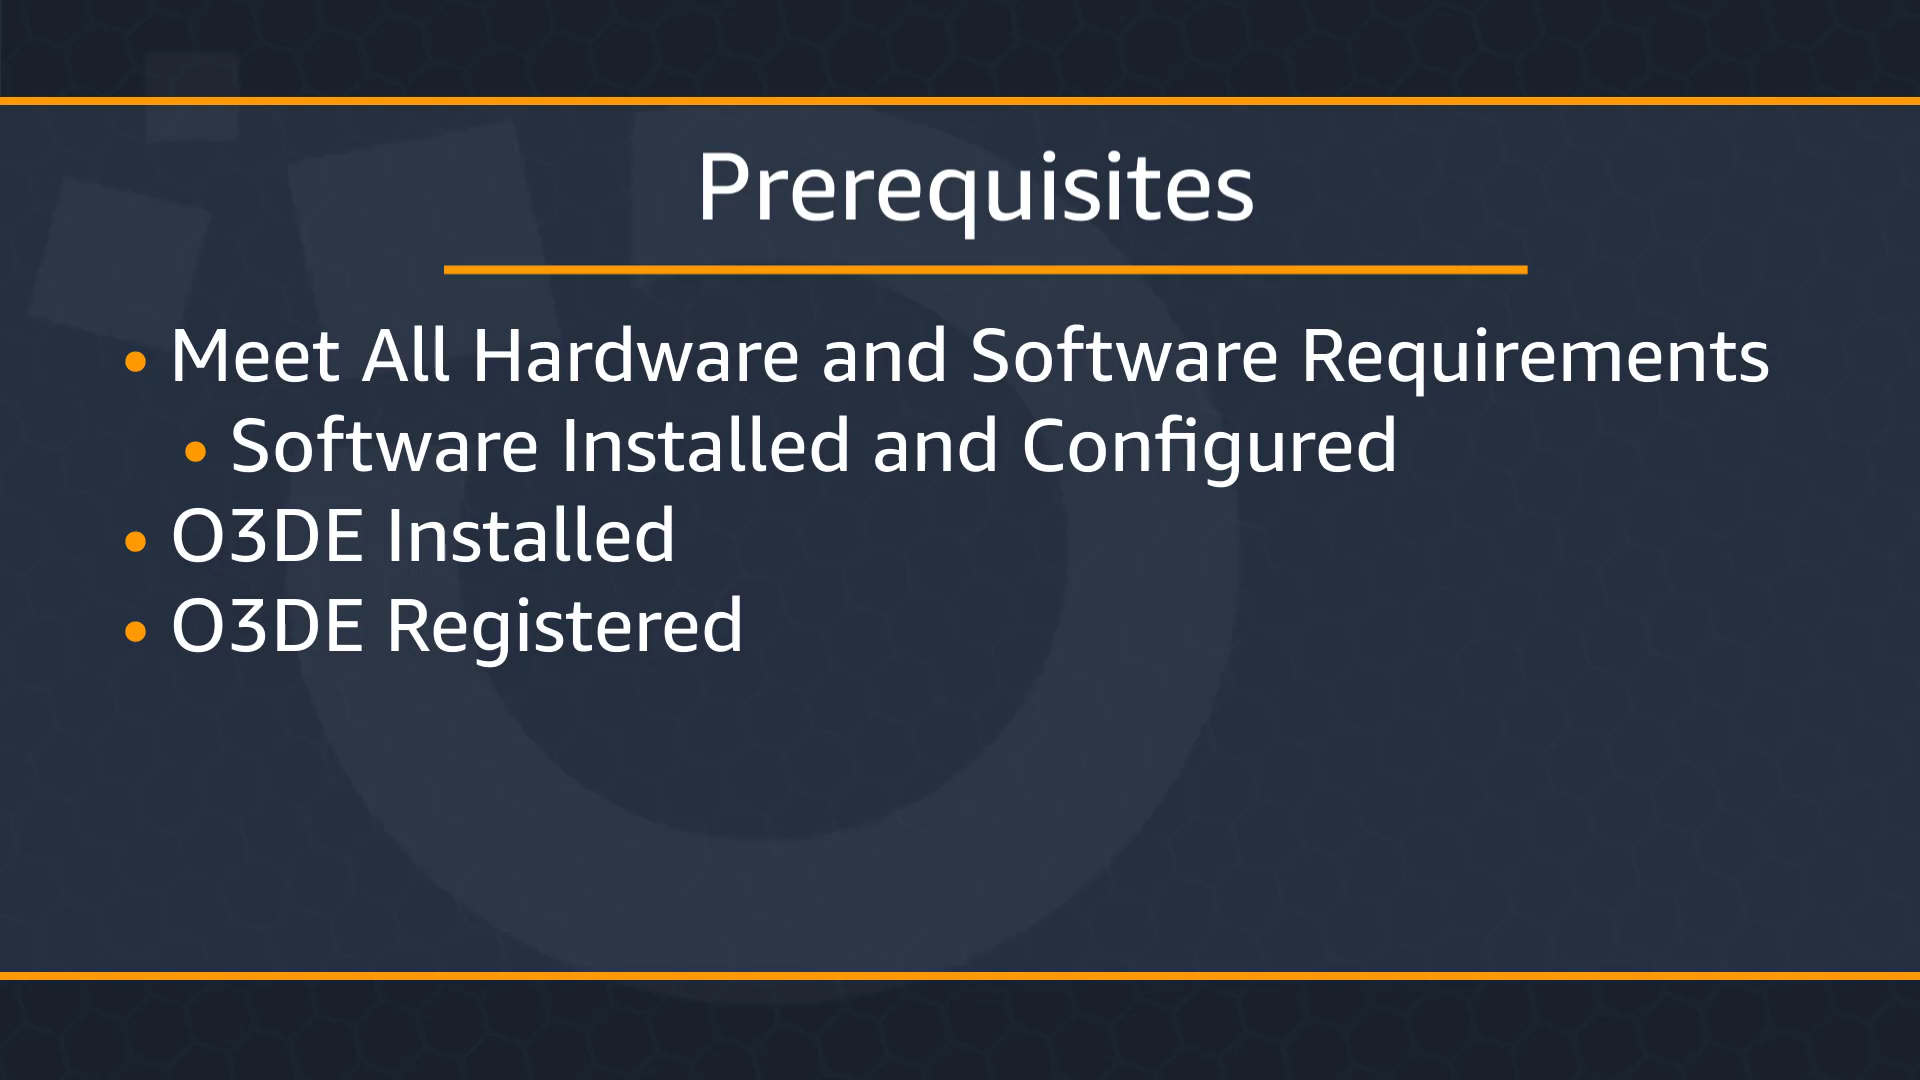 Prerequisites
• Meet All Hardware and Software Requirements
• Software Installed and Configured
• O3DE Installed
• O3DE Registered